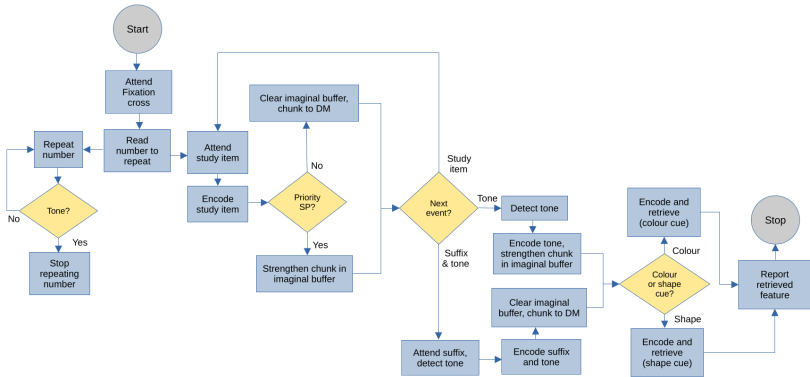 Start
Attend
Fixation
cross
Read
number to
repeat
Repeat
number
Tone?
No
Yes
Stop
repeating
number
Attend
study item
Encode
study item
Priority
SP?
No
Clear imaginal buffer,
chunk to DM
Yes
Strengthen chunk in
imaginal buffer
Next
event?
Study
item
Tone
Suffix
& tone
Detect tone
Encode tone,
strengthen chunk
in imaginal buffer
Attend suffix,
detect tone
Encode suffix
and tone
Clear imaginal
buffer, chunk to DM
Colour
or shape
cue?
Colour
Encode and
retrieve
(colour cue)
Shape
Encode and
retrieve
(shape cue)
Report
retrieved
feature
Stop